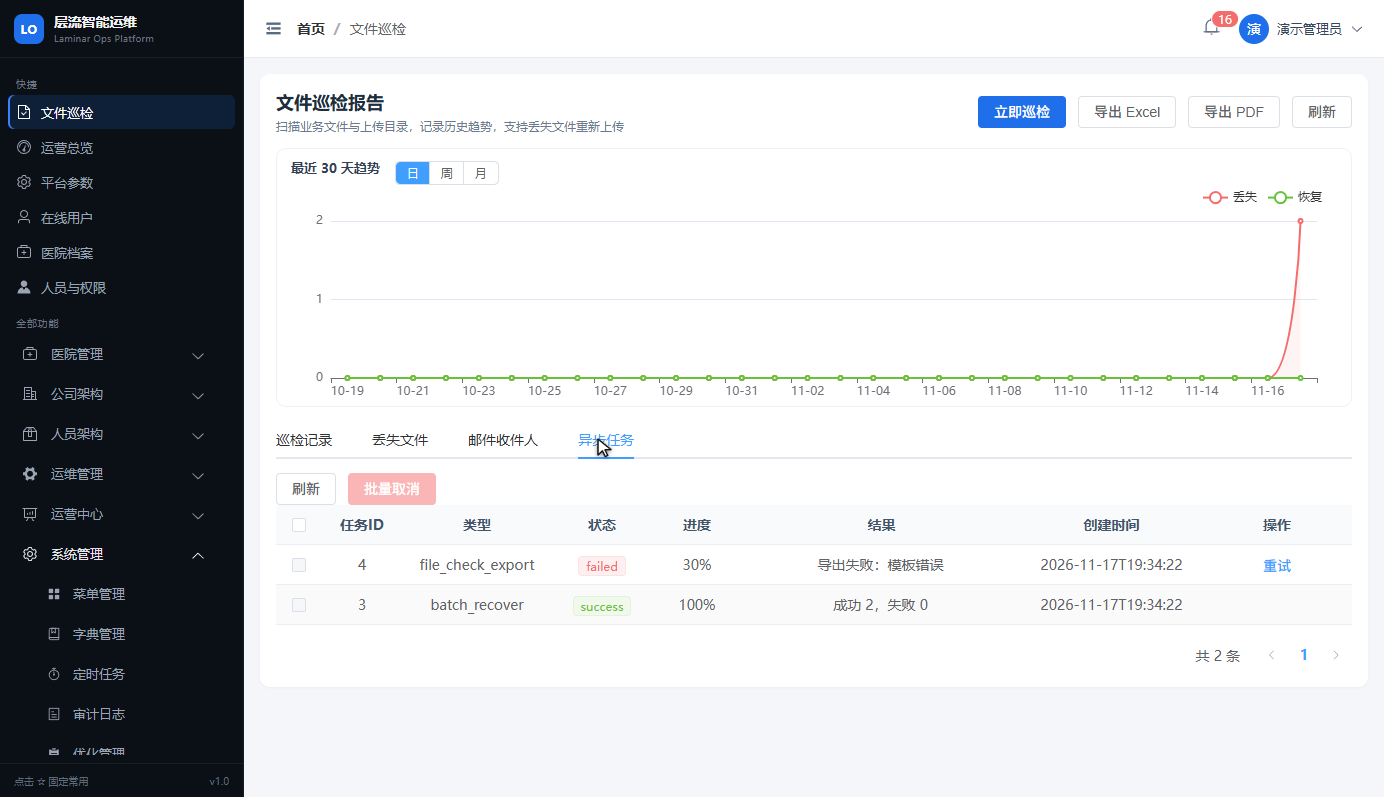 LO 层流智能运维
Laminar Ops Platform
快捷
文件巡检
运营总览
平台参数
在线用户
医院档案
人员与权限
全部功能
医院管理
公司架构
人员架构
运维管理
运营中心
系统管理
菜单管理
字典管理
定时任务
审计日志
优化管理
点击 ☆ 固定常用 v1.0
首页 / 文件巡检
16 演 演示管理员
文件巡检报告
扫描业务文件与上传目录，记录历史趋势，支持丢失文件重新上传
立即巡检 导出 Excel 导出 PDF 刷新
最近 30 天趋势 日 周 月
丢失 恢复
2
1
0
10-19 10-21 10-23 10-25 10-27 10-29 10-31 11-02 11-04 11-06 11-08 11-10 11-12 11-14 11-16
巡检记录 丢失文件 邮件收件人 异步任务
刷新 批量取消
任务ID 类型 状态 进度 结果 创建时间 操作
4 file_check_export failed 30% 导出失败：模板错误 2026-11-17T19:34:22 重试
3 batch_recover success 100% 成功 2，失败 0 2026-11-17T19:34:22
共 2 条 1